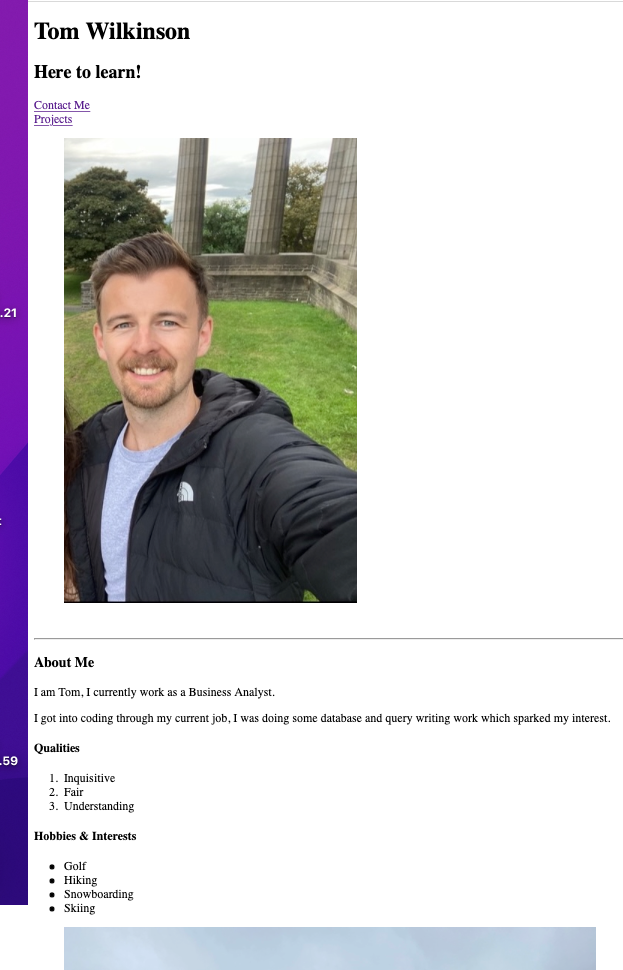 Tom Wilkinson
Here to learn!
Contact Me
Projects
.21
.59
About Me
I am Tom, I currently work as a Business Analyst.
I got into coding through my current job, I was doing some database and query writing work which sparked my interest.
Qualities
1. Inquisitive
2. Fair
3. Understanding
Hobbies & Interests
• Golf
• Hiking
• Snowboarding
• Skiing